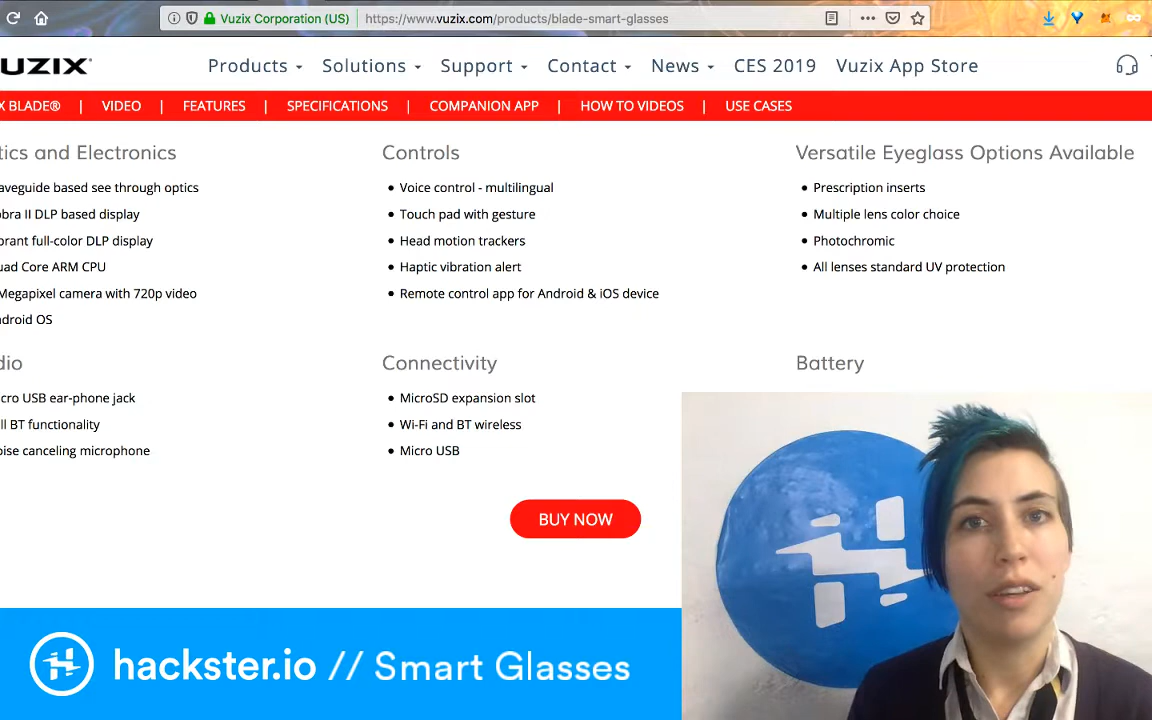 Vuzix Corporation (US)
https://www.vuzix.com/products/blade-smart-glasses
UZIX
Products
Solutions
Support
Contact
News
CES 2019
Vuzix App Store
X BLADE® | VIDEO | FEATURES | SPECIFICATIONS | COMPANION APP | HOW TO VIDEOS | USE CASES
tics and Electronics
aveguide based see through optics
bra II DLP based display
brant full-color DLP display
uad Core ARM CPU
Megapixel camera with 720p video
ndroid OS
Controls
Voice control - multilingual
Touch pad with gesture
Head motion trackers
Haptic vibration alert
Remote control app for Android & iOS device
Versatile Eyeglass Options Available
Prescription inserts
Multiple lens color choice
Photochromic
All lenses standard UV protection
dio
cro USB ear-phone jack
ll BT functionality
oise canceling microphone
Connectivity
MicroSD expansion slot
Wi-Fi and BT wireless
Micro USB
Battery
BUY NOW
hackster.io // Smart Glasses